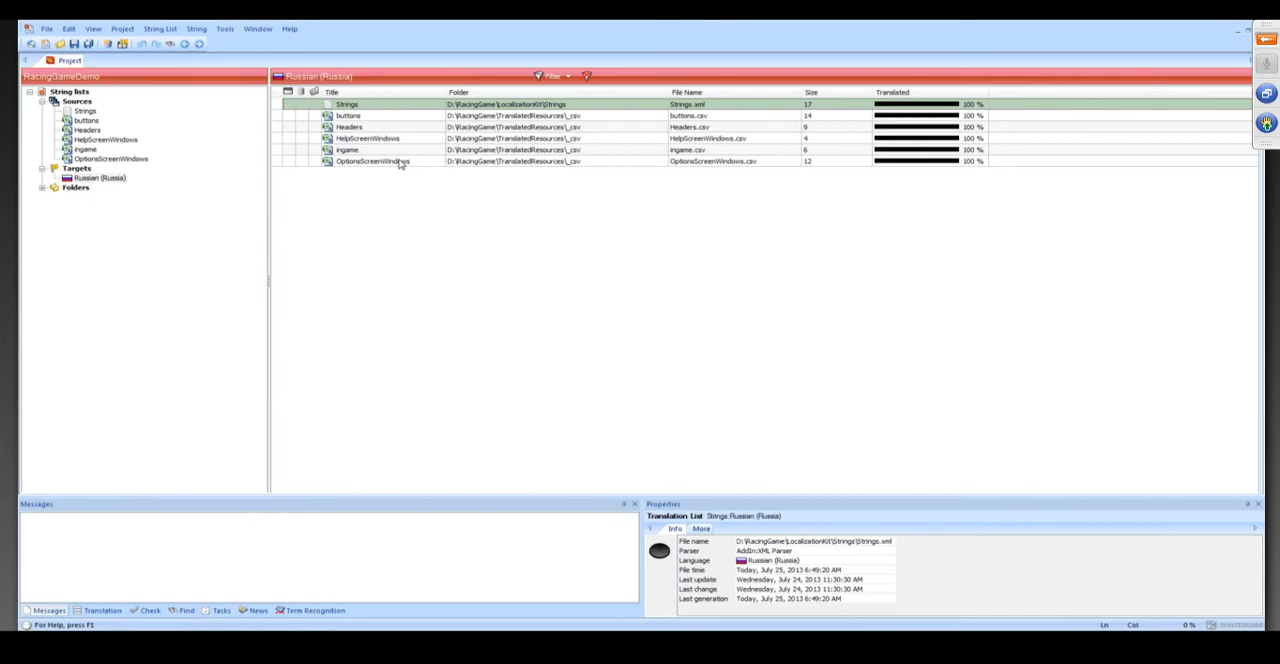 File Edit View Project String List String Tools Window Help
Project
RacingGameDemo
String lists
Sources
Strings
buttons
Headers
HelpScreenWindows
ingame
OptionsScreenWindows
Targets
Russian (Russia)
Folders
Russian (Russia) Filter
Title Folder File Name Size Translated
Strings D:\RacingGame\LocalizationKit\Strings Strings.xml 17 100 %
buttons D:\RacingGame\TranslatedResources\_csv buttons.csv 14 100 %
Headers D:\RacingGame\TranslatedResources\_csv Headers.csv 9 100 %
HelpScreenWindows D:\RacingGame\TranslatedResources\_csv HelpScreenWindows.csv 4 100 %
ingame D:\RacingGame\TranslatedResources\_csv ingame.csv 6 100 %
OptionsScreenWindows D:\RacingGame\TranslatedResources\_csv OptionsScreenWindows.csv 12 100 %
Messages
Properties
Translation List Strings:Russian (Russia)
Info More
File name D:\RacingGame\LocalizationKit\Strings\Strings.xml
Parser AddIn:XML Parser
Language Russian (Russia)
File time Today, July 25, 2013 6:49:20 AM
Last update Wednesday, July 24, 2013 11:30:30 AM
Last change Wednesday, July 24, 2013 11:30:30 AM
Last generation Today, July 25, 2013 6:49:20 AM
Messages Translation Check Find Tasks News Term Recognition
For Help, press F1 Ln Col 0 %